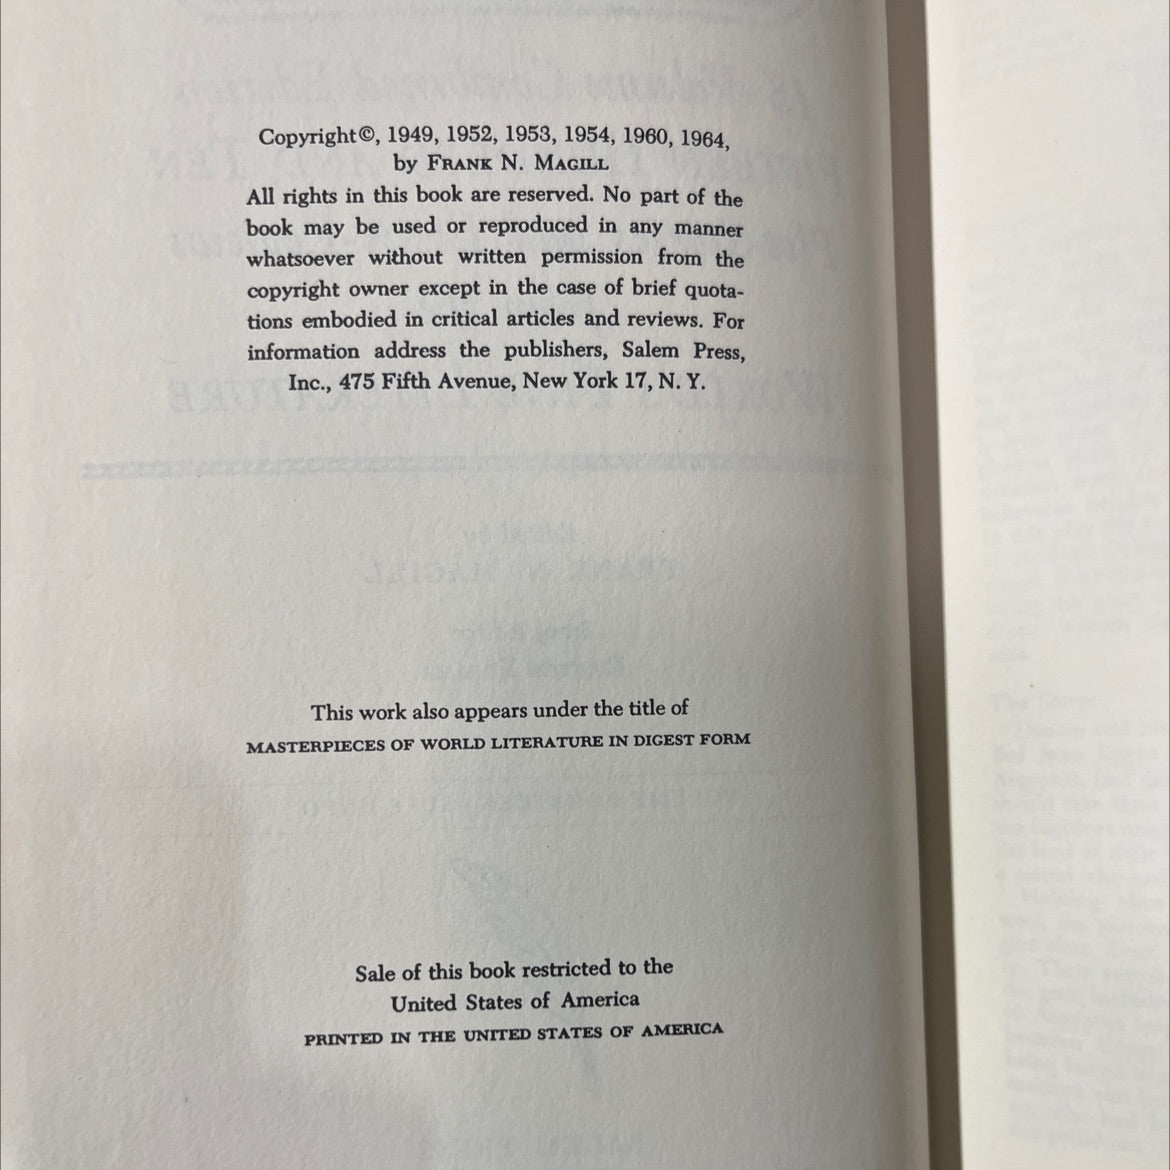 Copyright©, 1949, 1952, 1953, 1954, 1960, 1964,
by FRANK N. MAGILL
All rights in this book are reserved. No part of the
book may be used or reproduced in any manner
whatsoever without written permission from the
copyright owner except in the case of brief quota-
tions embodied in critical articles and reviews. For
information address the publishers, Salem Press,
Inc., 475 Fifth Avenue, New York 17, N. Y.
This work also appears under the title of
MASTERPIECES OF WORLD LITERATURE IN DIGEST FORM
Sale of this book restricted to the
United States of America
PRINTED IN THE UNITED STATES OF AMERICA